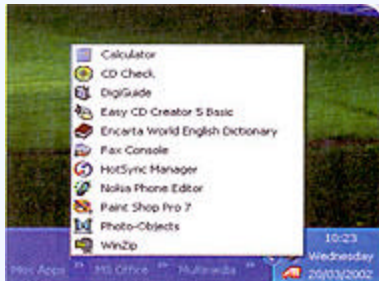 Calculator
CD Check
DigiGuide
Easy CD Creator 5 Basic
Encarta World English Dictionary
Fax Console
HotSync Manager
Nokia Phone Editor
Paint Shop Pro 7
Photo-Objects
WinZip
10:23
Misc Apps MS Office Multimedia Wednesday
20/03/2002